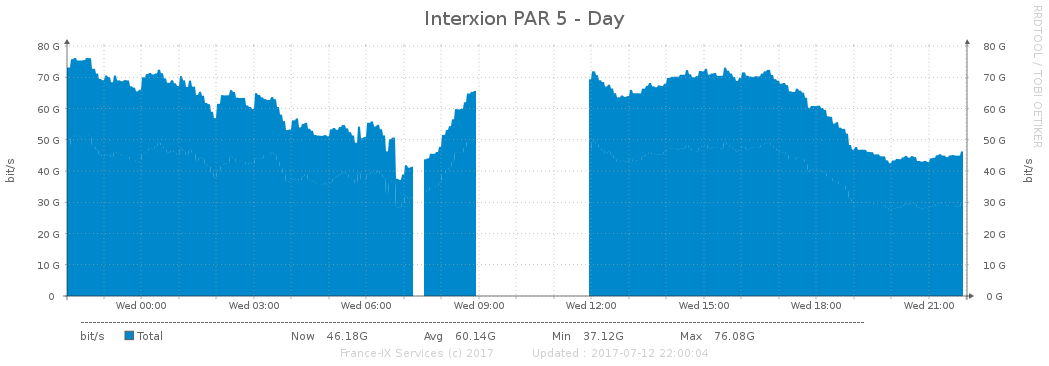 Interxion PAR 5 - Day
RRDTOOL / TOBI OETIKER
80 G 80 G
70 G 70 G
60 G 60 G
50 G 50 G
40 G 40 G
30 G 30 G
20 G 20 G
10 G 10 G
0 0 G
bit/s bit/s
Wed 00:00 Wed 03:00 Wed 06:00 Wed 09:00 Wed 12:00 Wed 15:00 Wed 18:00 Wed 21:00
bit/s Total Now 46.18G Avg 60.14G Min 37.12G Max 76.08G
France-IX Services (c) 2017 Updated : 2017-07-12 22:00:04